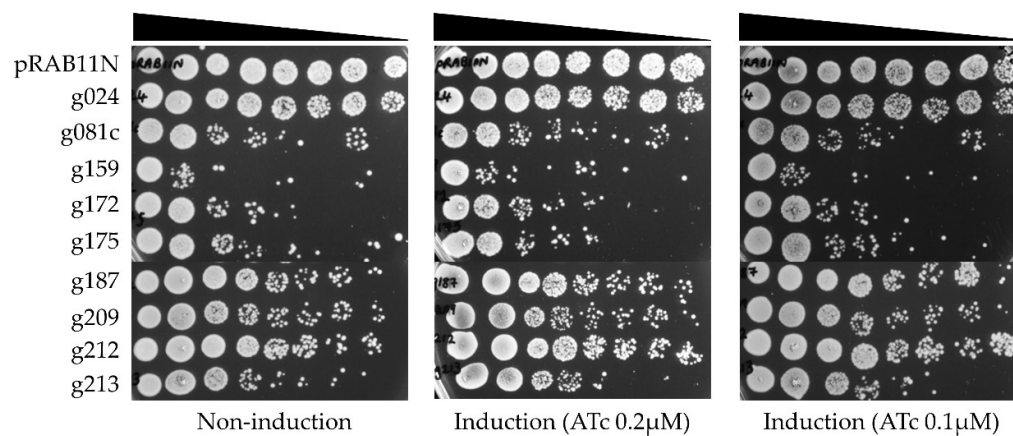 pRAB11N
g024
g081c
g159
g172
g175
g187
g209
g212
g213
Non-induction
Induction (ATc 0.2µM)
Induction (ATc 0.1µM)